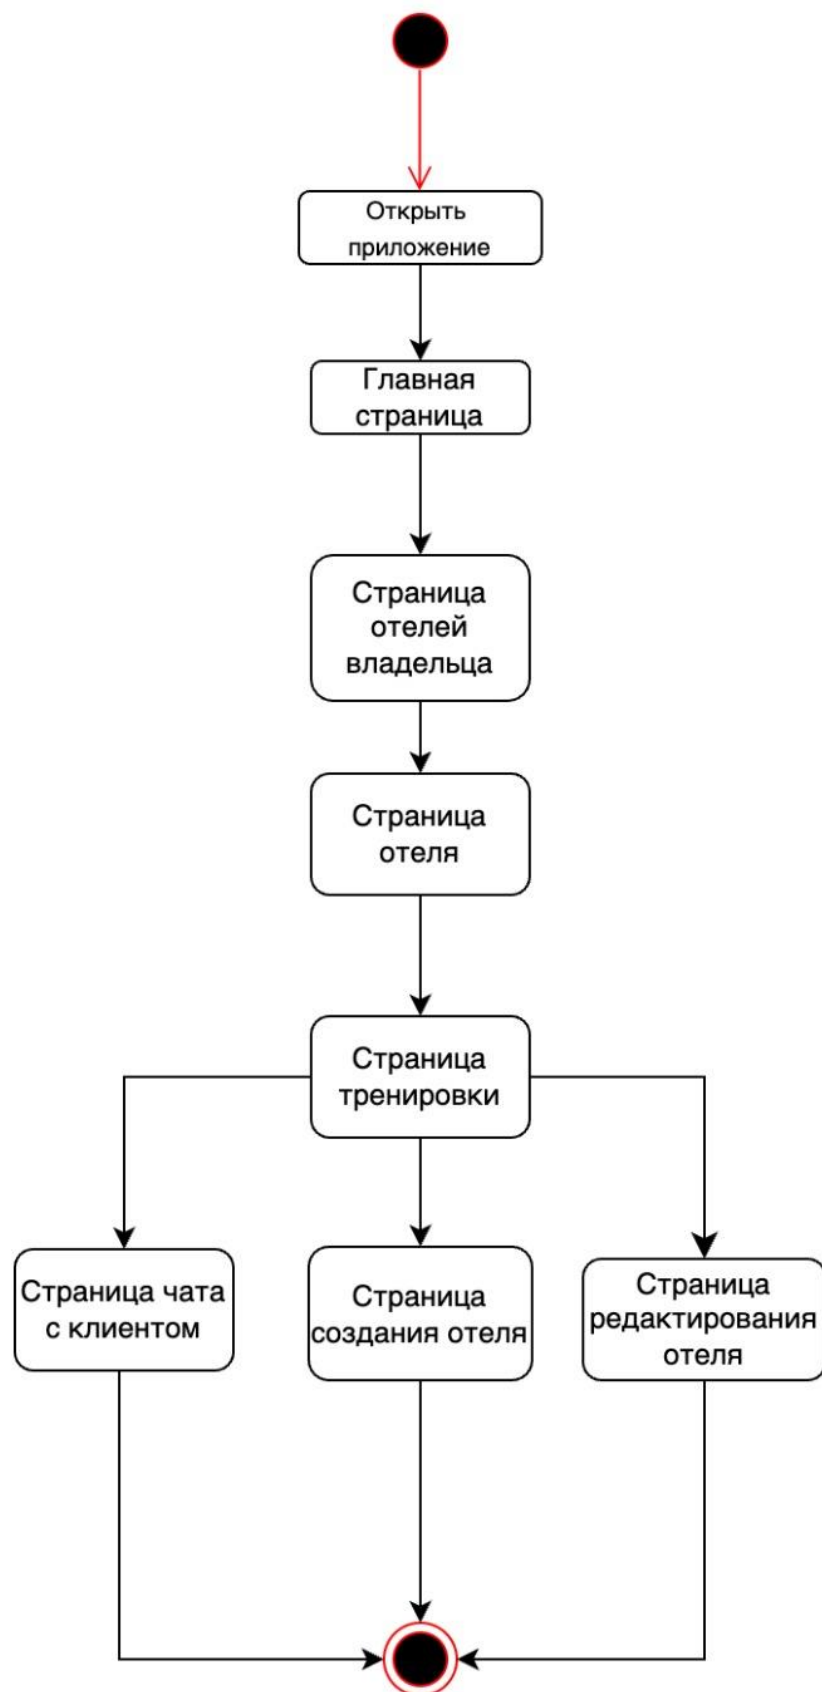 Открыть
приложение
Главная
страница
Страница
отелей
владельца
Страница
отеля
Страница
тренировки
Страница чата
с клиентом
Страница
создания отеля
Страница
редактирования
отеля